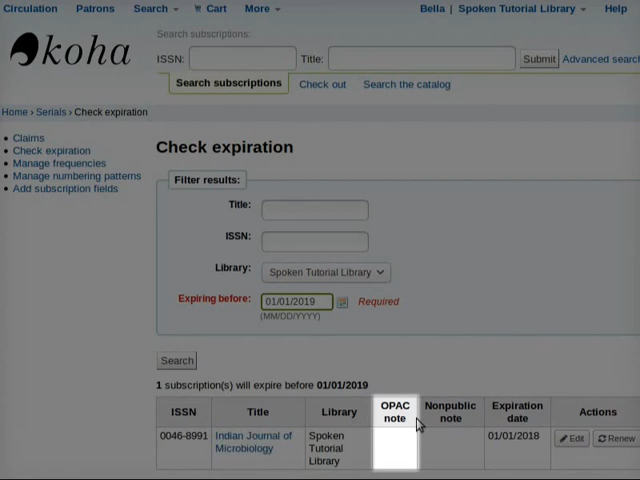 Circulation Patrons Search Cart More Bella | Spoken Tutorial Library Help
koha
Search subscriptions:
ISSN: Title: Submit Advanced search
Search subscriptions Check out Search the catalog
Home › Serials › Check expiration
Claims
Check expiration
Manage frequencies
Manage numbering patterns
Add subscription fields
Check expiration
Filter results:
Title:
ISSN:
Library: Spoken Tutorial Library
Expiring before: 01/01/2019 Required
(MM/DD/YYYY)
Search
1 subscription(s) will expire before 01/01/2019
ISSN Title Library OPAC note Nonpublic note Expiration date Actions
0046-8991 Indian Journal of Microbiology Spoken Tutorial Library 01/01/2018 Edit Renew